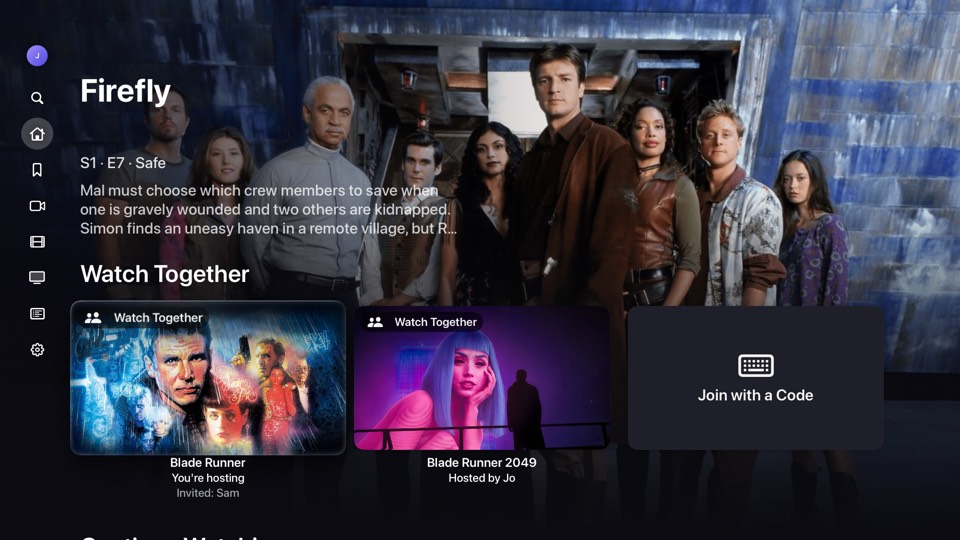 J
Firefly
S1 · E7 · Safe
Mal must choose which crew members to save when
one is gravely wounded and two others are kidnapped.
Simon finds an uneasy haven in a remote village, but R...
Watch Together
Watch Together
Watch Together
Join with a Code
Blade Runner
You're hosting
Invited: Sam
Blade Runner 2049
Hosted by Jo